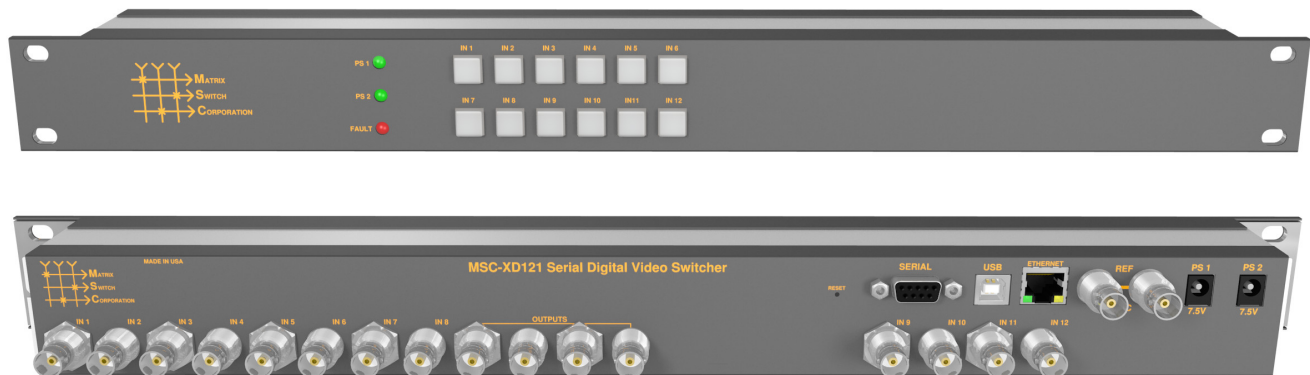 IN 1 IN 2 IN 3 IN 4 IN 5 IN 6
PS 1
MATRIX
PS 2
SWITCH
IN 7 IN 8 IN 9 IN 10 IN11 IN 12
CORPORATION
FAULT
MADE IN USA
MSC-XD121 Serial Digital Video Switcher
SERIAL
USB
ETHERNET
REF
PS 1
PS 2
MATRIX
SWITCH
CORPORATION
RESET
7.5V
7.5V
IN 1 IN 2 IN 3 IN 4 IN 5 IN 6 IN 7 IN 8 OUTPUTS IN 9 IN 10 IN 11 IN 12